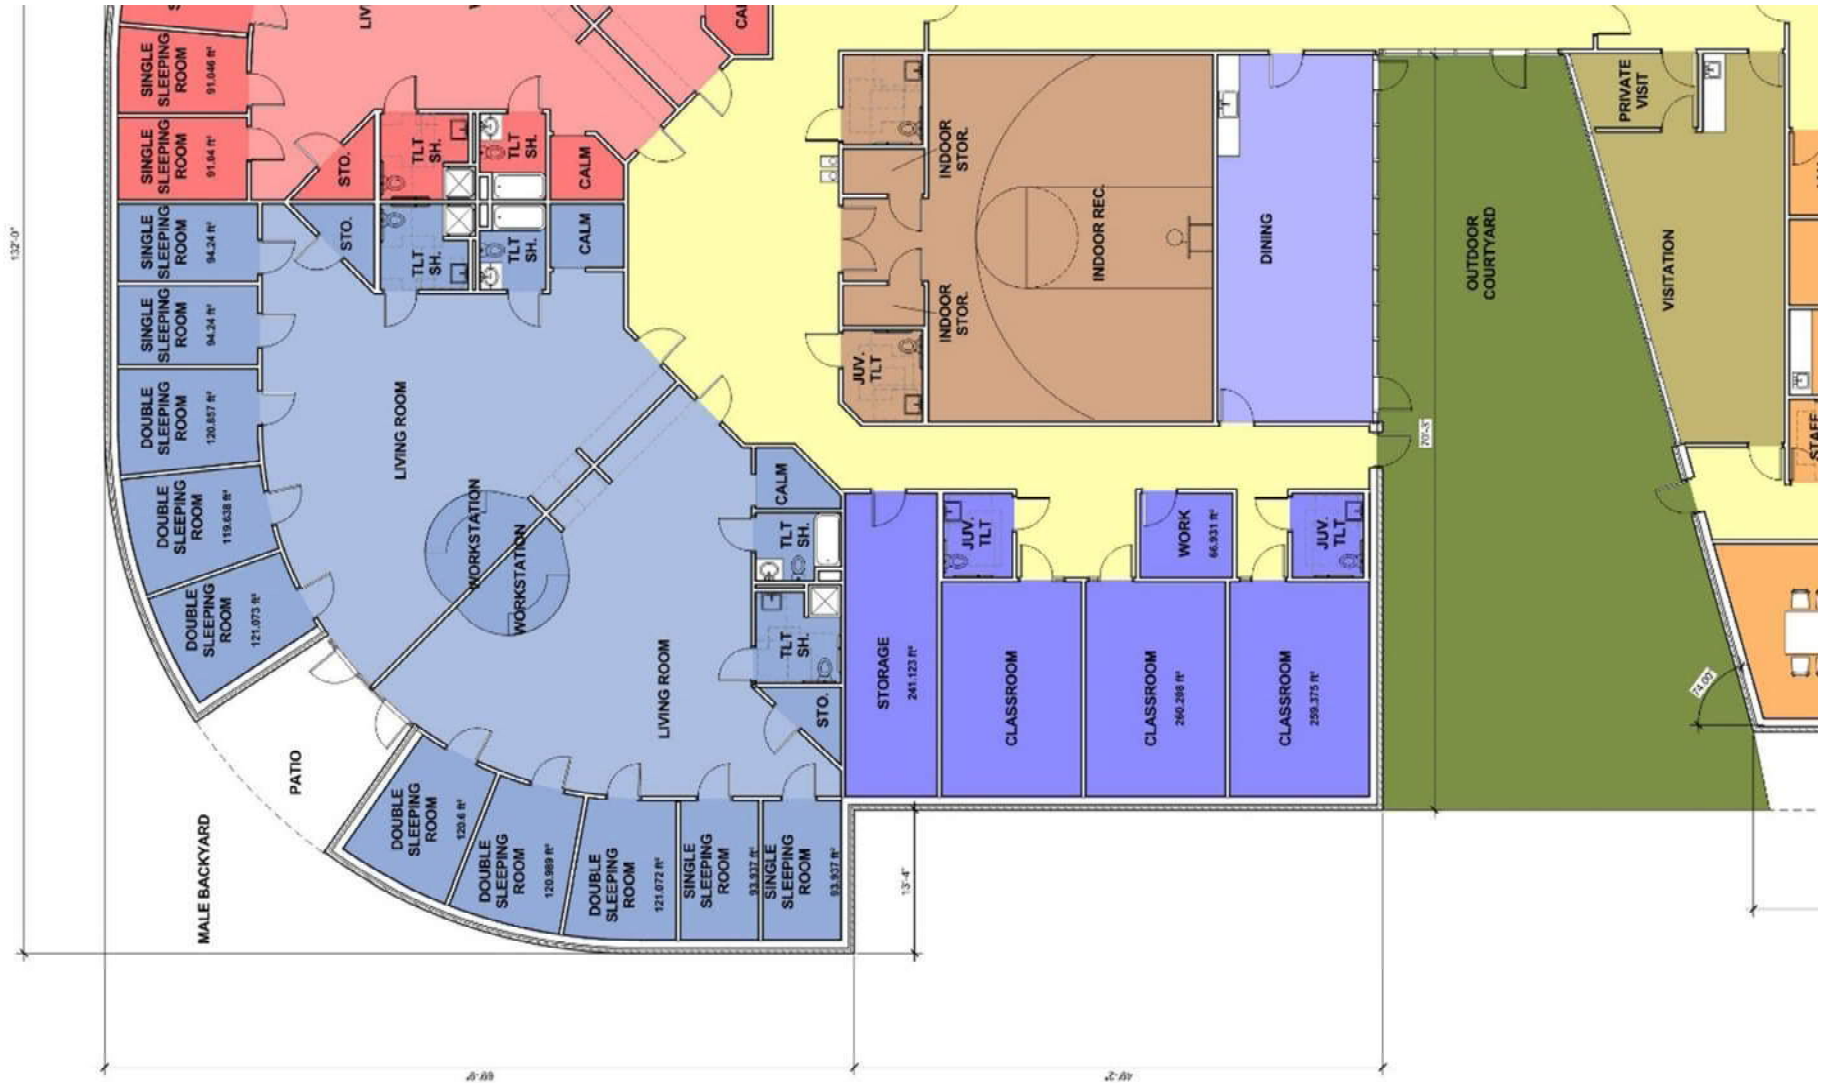 132'-0"
SINGLE
SLEEPING
ROOM
91.046 ft²
SINGLE
SLEEPING
ROOM
91.04 ft²
SINGLE
SLEEPING
ROOM
94.24 ft²
SINGLE
SLEEPING
ROOM
94.24 ft²
DOUBLE
SLEEPING
ROOM
120.857 ft²
DOUBLE
SLEEPING
ROOM
119.638 ft²
DOUBLE
SLEEPING
ROOM
121.073 ft²
STO.
TLT
SH.
TLT
SH.
CALM
STO.
TLT
SH.
TLT
SH.
CALM
LIVING ROOM
WORKSTATION
WORKSTATION
LIVING ROOM
CALM
TLT
SH.
TLT
SH.
STO.
PATIO
MALE BACKYARD
DOUBLE
SLEEPING
ROOM
120.6 ft²
DOUBLE
SLEEPING
ROOM
120.989 ft²
DOUBLE
SLEEPING
ROOM
121.072 ft²
SINGLE
SLEEPING
ROOM
93.937 ft²
SINGLE
SLEEPING
ROOM
93.937 ft²
INDOOR
STOR.
INDOOR
STOR.
JUV.
TLT
INDOOR REC.
DINING
OUTDOOR
COURTYARD
PRIVATE
VISIT
VISITATION
STAFF
STORAGE
241.123 ft²
JUV.
TLT
WORK
66.931 ft²
JUV.
TLT
CLASSROOM
CLASSROOM
260.298 ft²
CLASSROOM
259.375 ft²
70'-3"
74.00
13'-4"